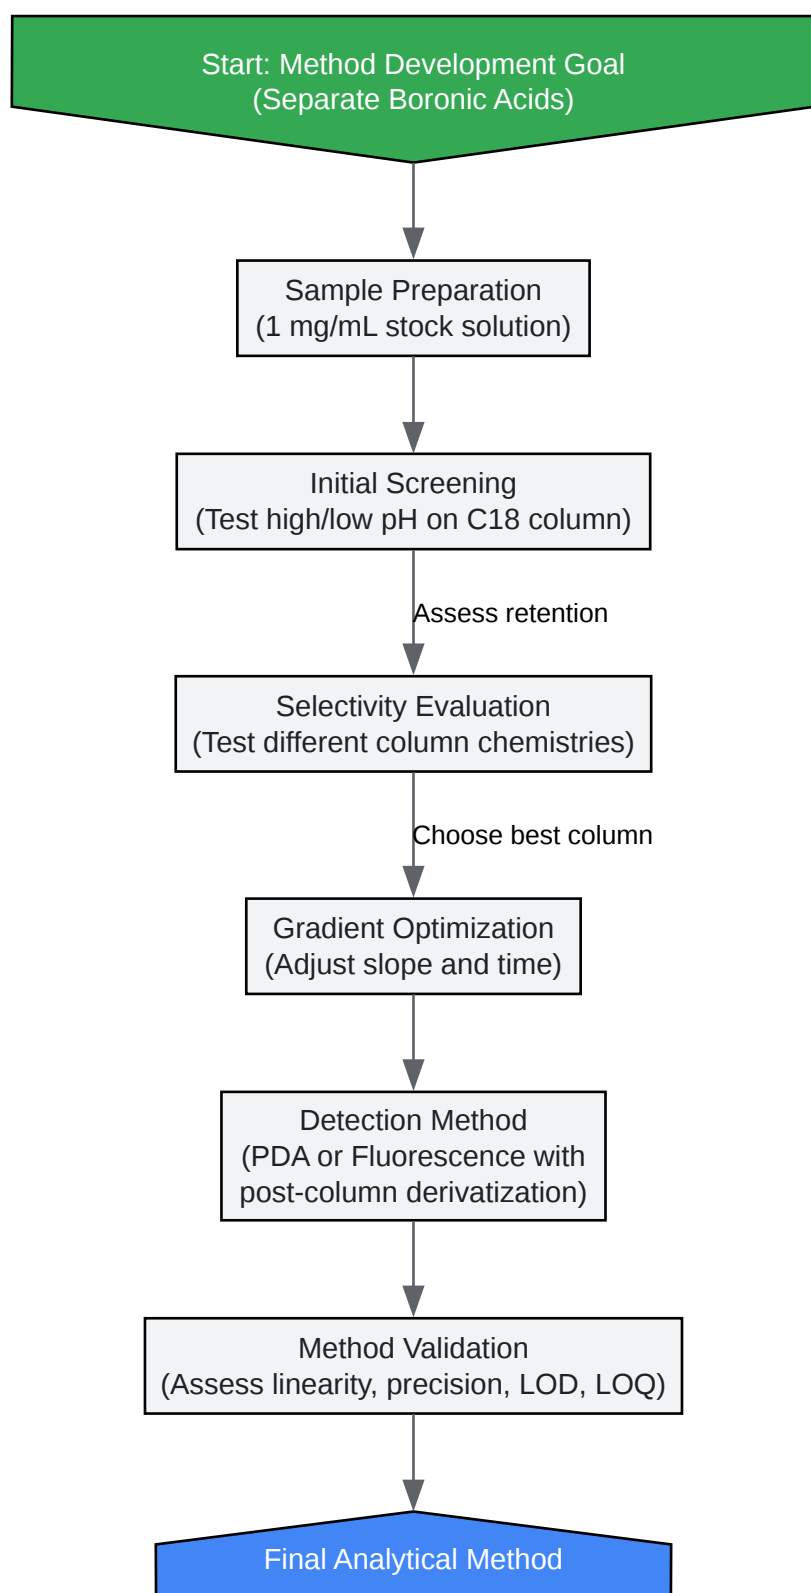 Start: Method Development Goal
(Separate Boronic Acids)
Sample Preparation
(1 mg/mL stock solution)
Initial Screening
(Test high/low pH on C18 column)
Assess retention
Selectivity Evaluation
(Test different column chemistries)
Choose best column
Gradient Optimization
(Adjust slope and time)
Detection Method
(PDA or Fluorescence with
post-column derivatization)
Method Validation
(Assess linearity, precision, LOD, LOQ)
Final Analytical Method